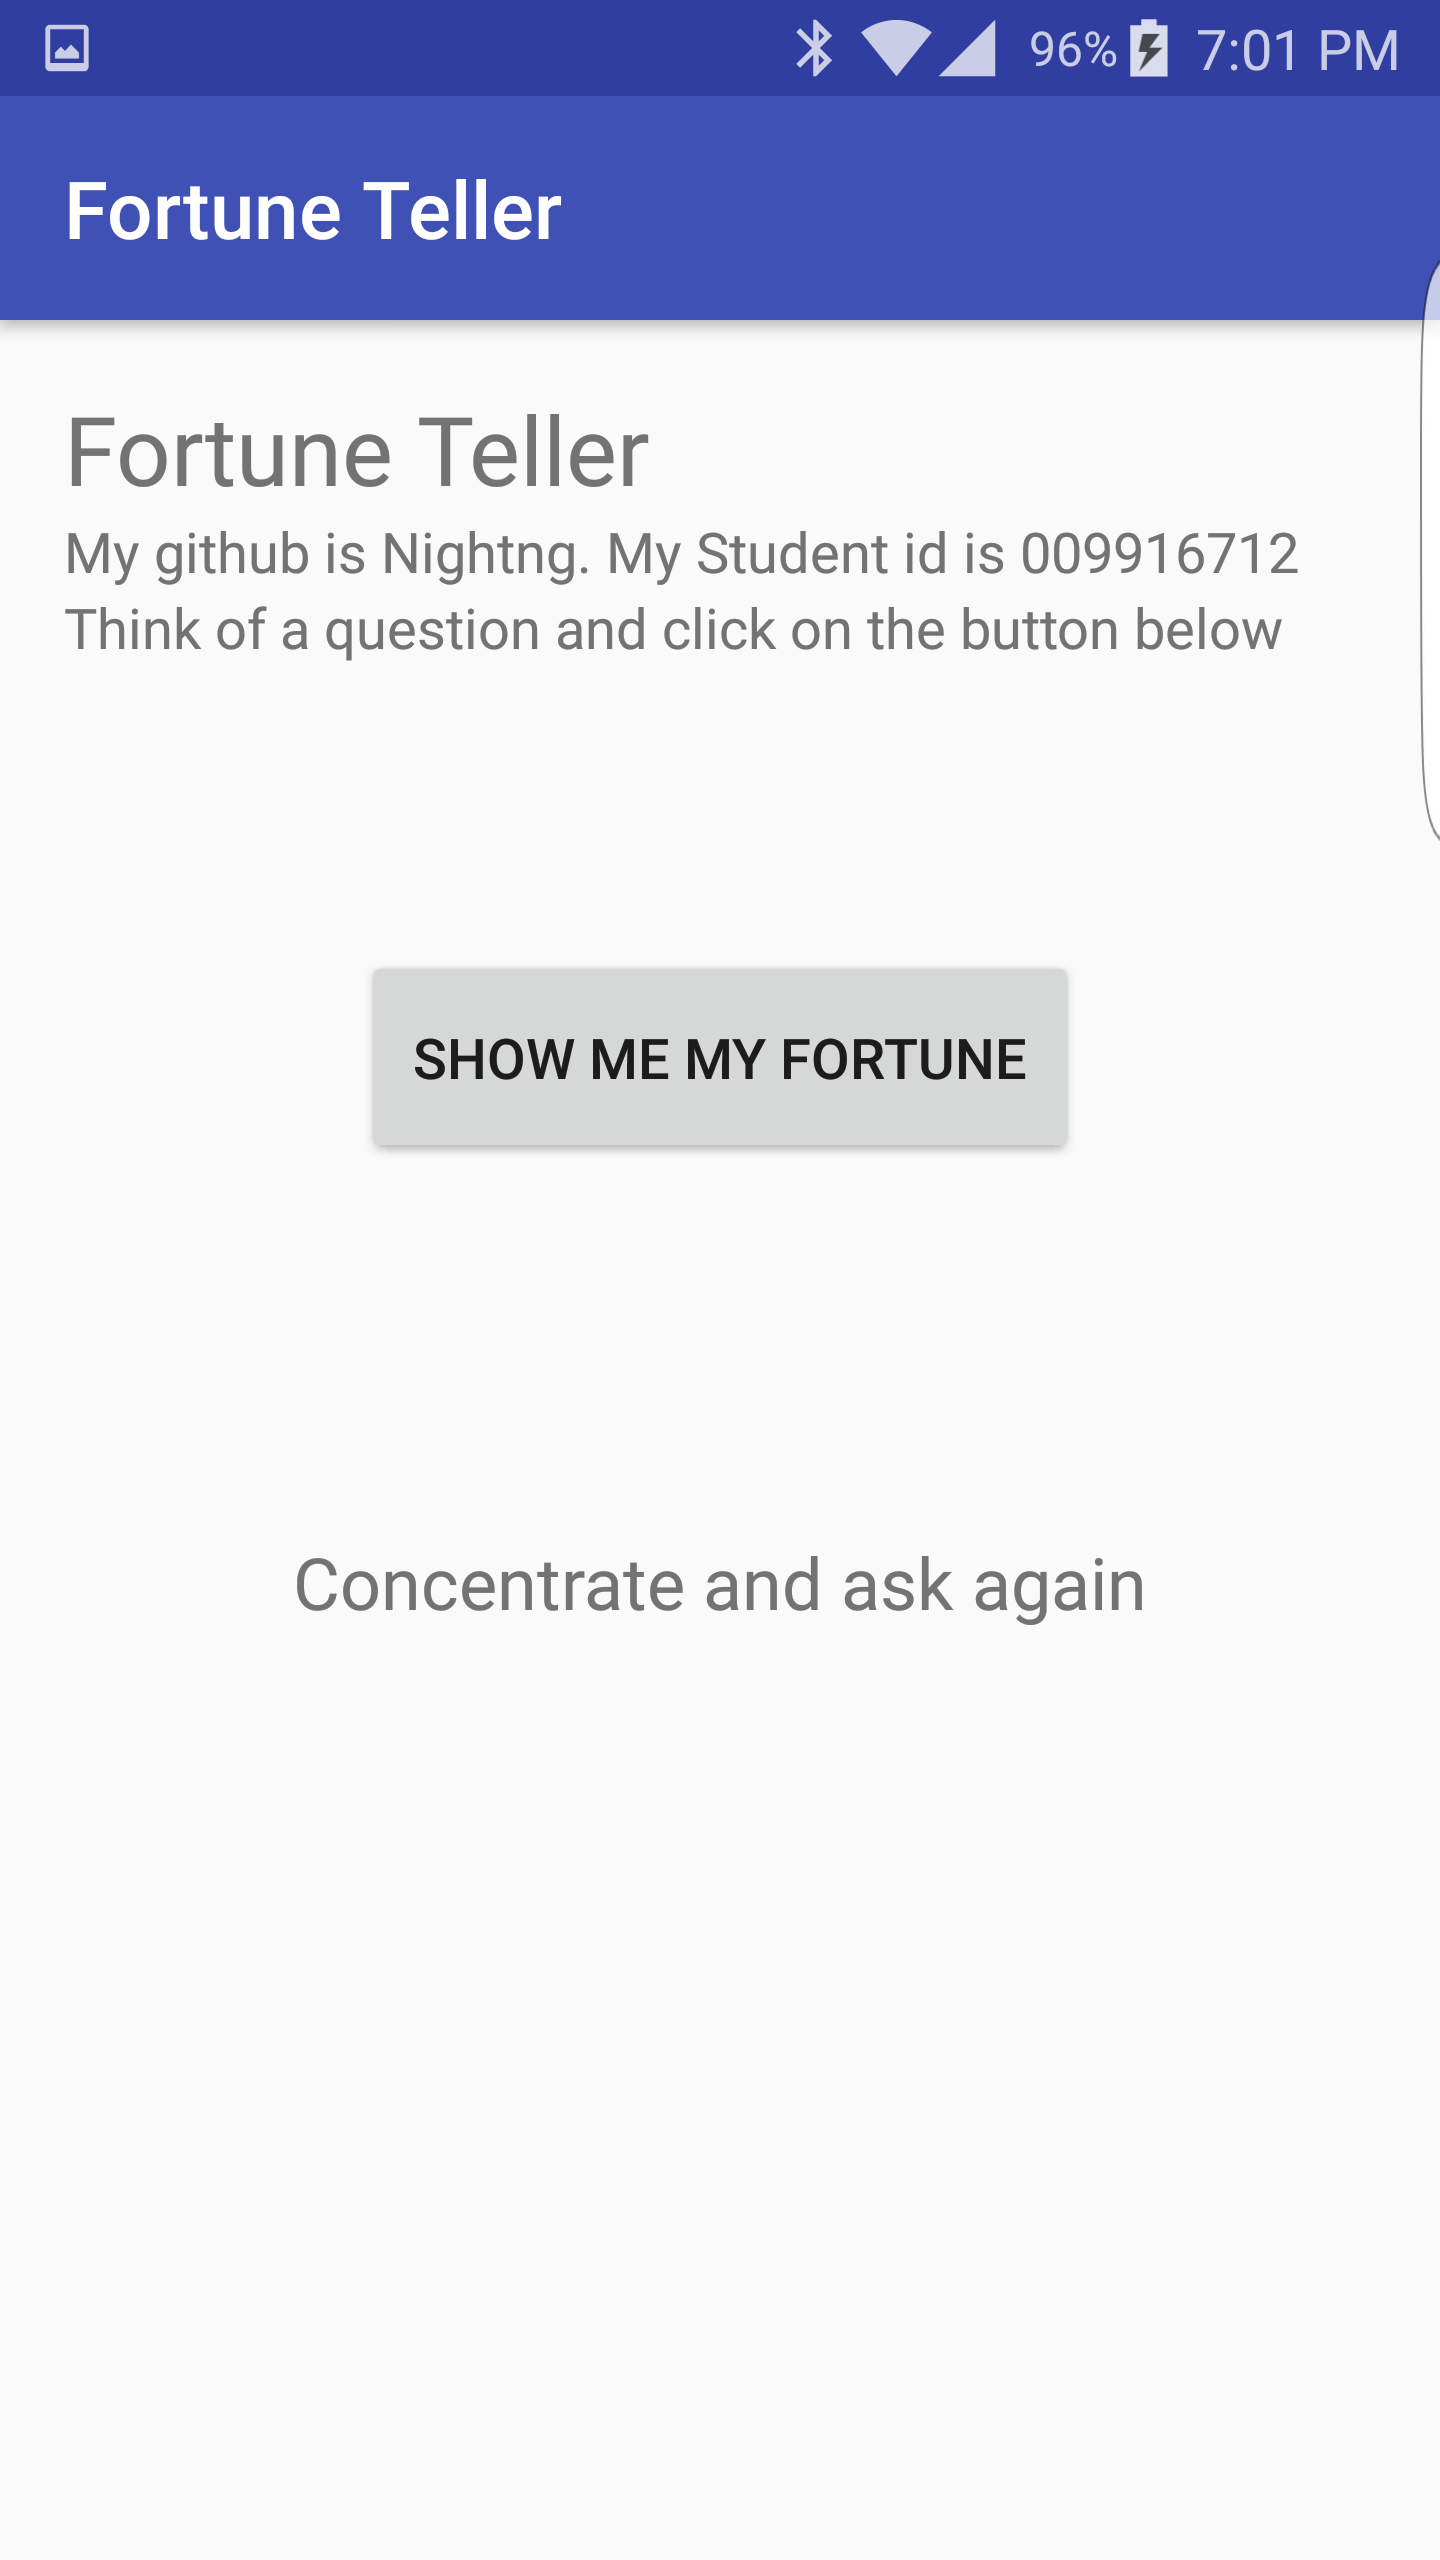 96% 7:01 PM
Fortune Teller
Fortune Teller
My github is Nightng. My Student id is 009916712
Think of a question and click on the button below
SHOW ME MY FORTUNE
Concentrate and ask again